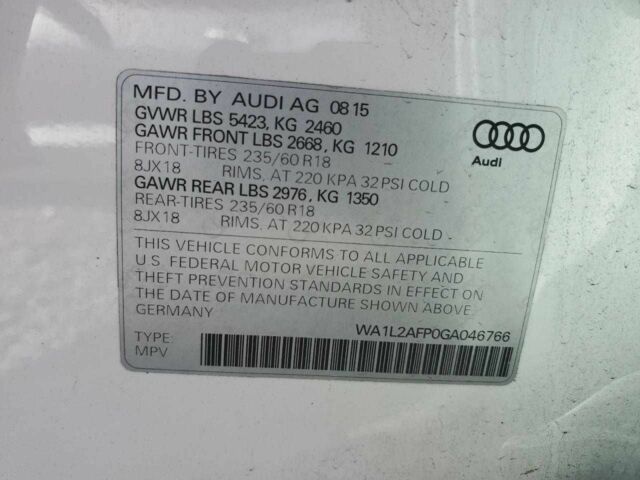 MFD. BY AUDI AG 08 15
GVWR LBS 5423, KG 2460
GAWR FRONT LBS 2668, KG 1210
FRONT-TIRES 235/60 R18
8JX18 RIMS, AT 220 KPA 32 PSI COLD
GAWR REAR LBS 2976, KG 1350
REAR-TIRES 235/60 R18
8JX18 RIMS, AT 220 KPA 32 PSI COLD
Audi
THIS VEHICLE CONFORMS TO ALL APPLICABLE
U.S. FEDERAL MOTOR VEHICLE SAFETY AND
THEFT PREVENTION STANDARDS IN EFFECT ON
THE DATE OF MANUFACTURE SHOWN ABOVE
GERMANY
WA1L2AFP0GA046766
TYPE:
MPV